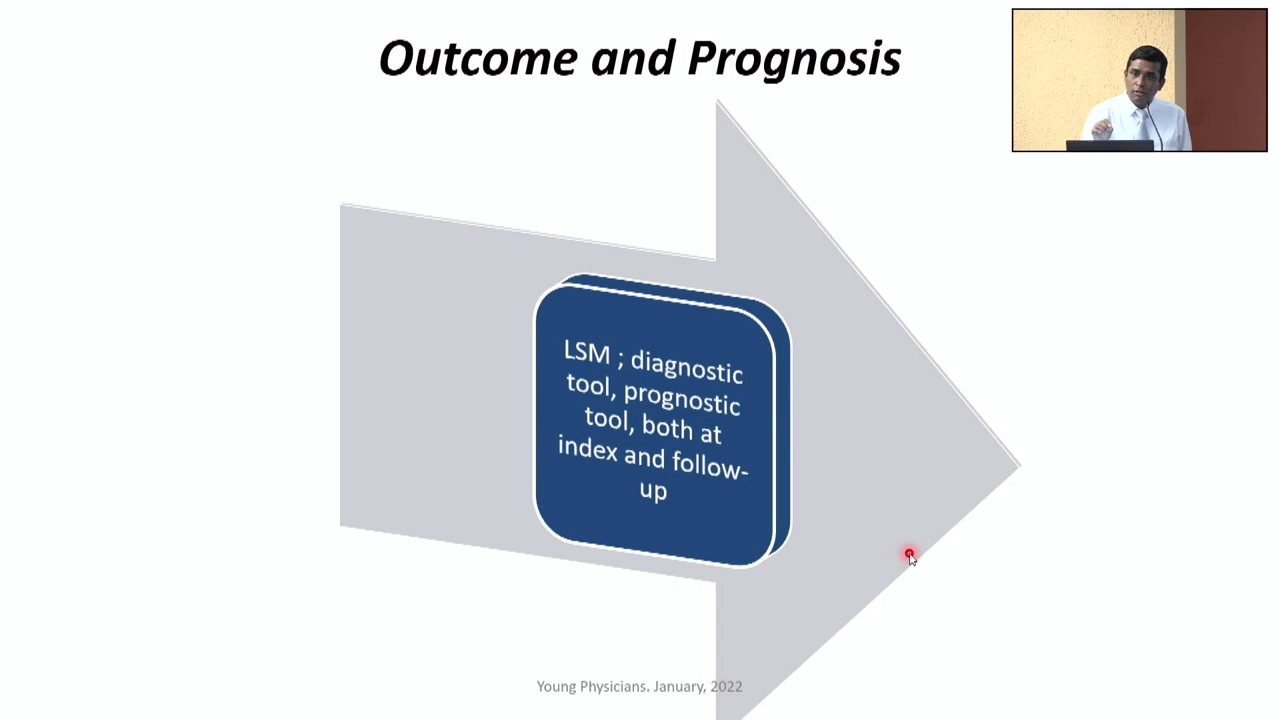 Outcome and Prognosis
LSM ; diagnostic
tool, prognostic
tool, both at
index and follow-
up
Young Physicians. January, 2022